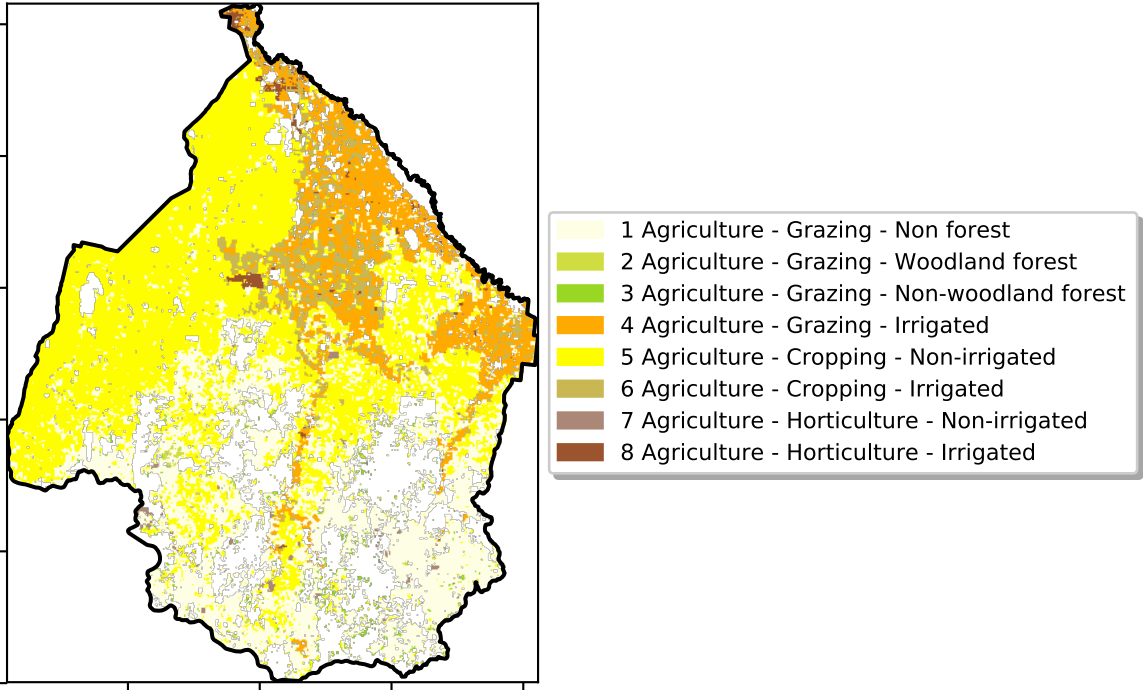 1 Agriculture - Grazing - Non forest
2 Agriculture - Grazing - Woodland forest
3 Agriculture - Grazing - Non-woodland forest
4 Agriculture - Grazing - Irrigated
5 Agriculture - Cropping - Non-irrigated
6 Agriculture - Cropping - Irrigated
7 Agriculture - Horticulture - Non-irrigated
8 Agriculture - Horticulture - Irrigated